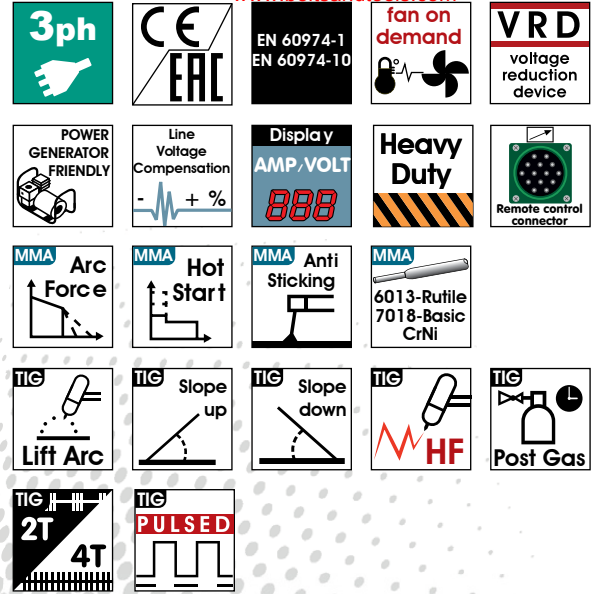 3ph
CE
EAC
EN 60974-1
EN 60974-10
fan on
demand
VRD
voltage
reduction
device
POWER
GENERATOR
FRIENDLY
Line
Voltage
Compensation
- + %
Display
AMP/VOLT
888
Heavy
Duty
Remote control
connector
MMA
Arc
Force
MMA
Hot
Start
MMA
Anti
Sticking
MMA
6013-Rutile
7018-Basic
CrNi
TIG
Lift Arc
TIG
Slope
up
TIG
Slope
down
TIG
HF
TIG
Post Gas
TIG
2T
4T
TIG
PULSED